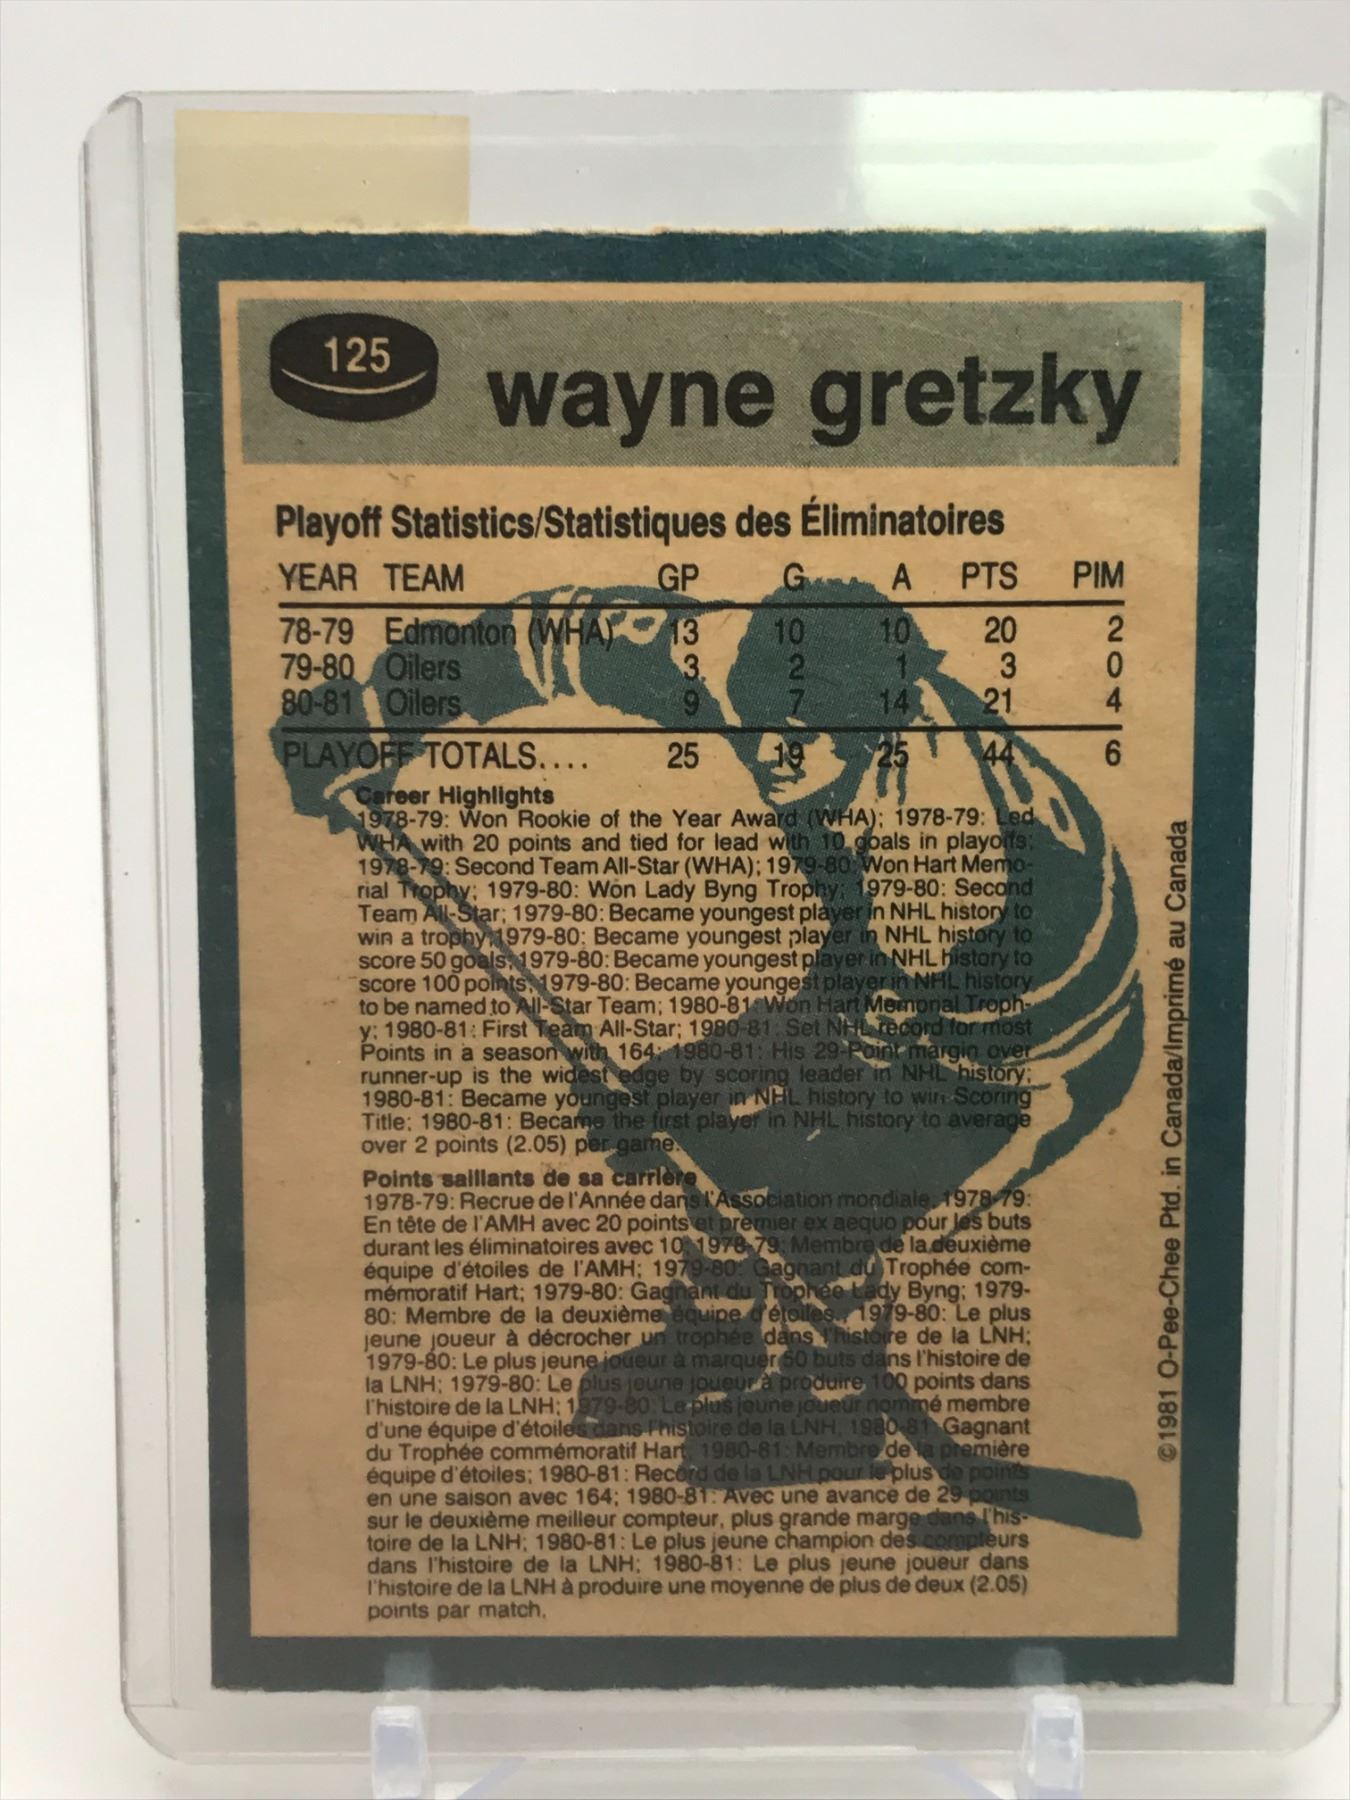 125
wayne gretzky
Playoff Statistics/Statistiques des Éliminatoires
YEAR TEAM GP G A PTS PIM
78-79 Edmonton (WHA) 13 10 10 20 2
79-80 Oilers 3 2 1 3 0
80-81 Oilers 9 7 14 21 4
PLAYOFF TOTALS.... 25 19 25 44 6
Career Highlights
1978-79: Won Rookie of the Year Award (WHA); 1978-79: Led
WHA with 20 points and tied for lead with 10 goals in playoffs;
1978-79: Second Team All-Star (WHA); 1979-80: Won Hart Memo-
rial Trophy; 1979-80: Won Lady Byng Trophy; 1979-80: Second
Team All-Star; 1979-80: Became youngest player in NHL history to
win a trophy; 1979-80: Became youngest player in NHL history to
score 50 goals; 1979-80: Became youngest player in NHL history to
score 100 points; 1979-80: Became youngest player in NHL history
to be named to All-Star Team; 1980-81: Won Hart Memorial Troph-
y; 1980-81: First Team All-Star; 1980-81: Set NHL record for most
Points in a season with 164; 1980-81: His 29-Point margin over
runner-up is the widest edge by scoring leader in NHL history;
1980-81: Became youngest player in NHL history to win Scoring
Title; 1980-81: Became the first player in NHL history to average
over 2 points (2.05) per game.
Points saillants de sa carrière
1978-79: Recrue de l'Année dans l'Association mondiale; 1978-79:
En tête de l'AMH avec 20 points et premier ex aequo pour les buts
durant les éliminatoires avec 10; 1978-79: Membre de la deuxième
équipe d'étoiles de l'AMH; 1979-80: Gagnant du Trophée com-
mémoratif Hart; 1979-80: Gagnant du Trophée Lady Byng; 1979-
80: Membre de la deuxième équipe d'étoiles.; 1979-80: Le plus
jeune joueur à décrocher un trophée dans l'histoire de la LNH;
1979-80: Le plus jeune joueur à marquer 50 buts dans l'histoire de
la LNH; 1979-80: Le plus jeune joueur à produire 100 points dans
l'histoire de la LNH; 1979-80: Le plus jeune joueur nommé membre
d'une équipe d'étoiles dans l'histoire de la LNH; 1980-81: Gagnant
du Trophée commémoratif Hart; 1980-81: Membre de la première
équipe d'étoiles; 1980-81: Record de la LNH pour le plus de points
en une saison avec 164; 1980-81: Avec une avance de 29 points
sur le deuxième meilleur compteur, plus grande marge dans l'his-
toire de la LNH; 1980-81: Le plus jeune champion des compteurs
dans l'histoire de la LNH; 1980-81: Le plus jeune joueur dans
l'histoire de la LNH à produire une moyenne de plus de deux (2.05)
points par match.
©1981 O-Pee-Chee Ptd. in Canada/Imprimé au Canada